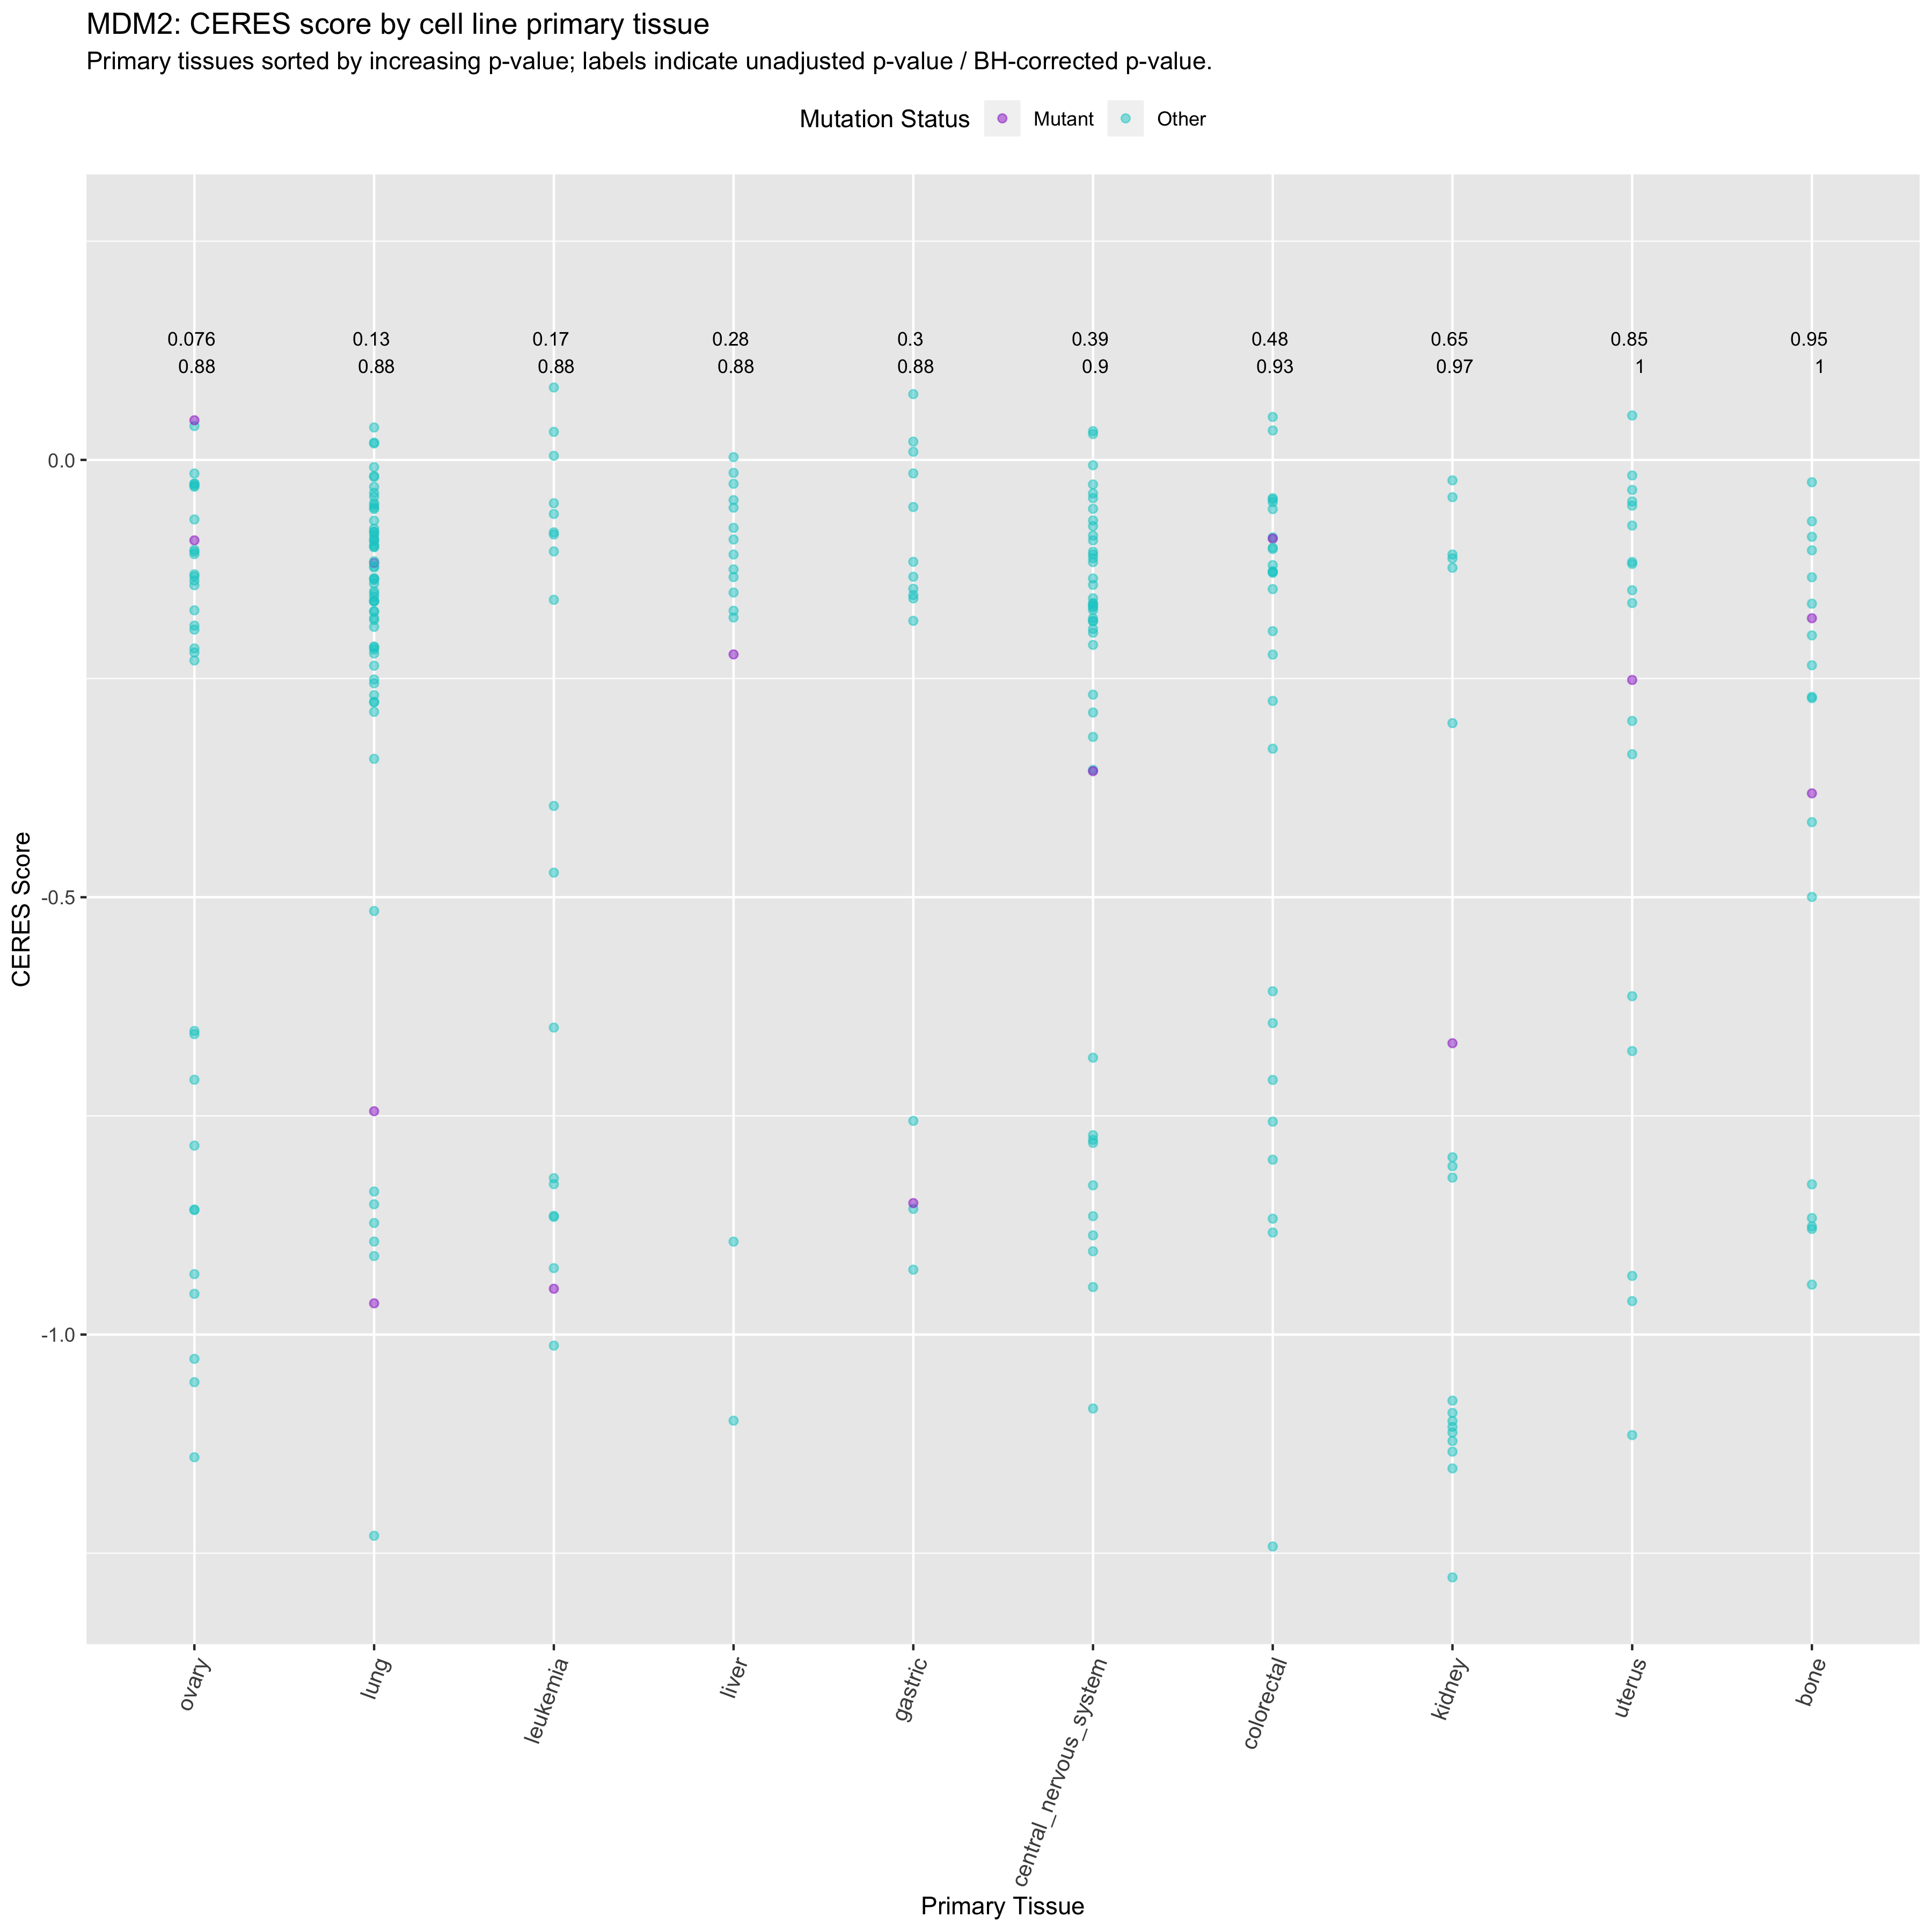 MDM2: CERES score by cell line primary tissue
Primary tissues sorted by increasing p-value; labels indicate unadjusted p-value / BH-corrected p-value.
Mutation Status Mutant Other
0.076 0.13 0.17 0.28 0.3 0.39 0.48 0.65 0.85 0.95
0.88 0.88 0.88 0.88 0.88 0.9 0.93 0.97 1 1
0.0
-0.5
-1.0
CERES Score
ovary lung leukemia liver gastric central_nervous_system colorectal kidney uterus bone
Primary Tissue